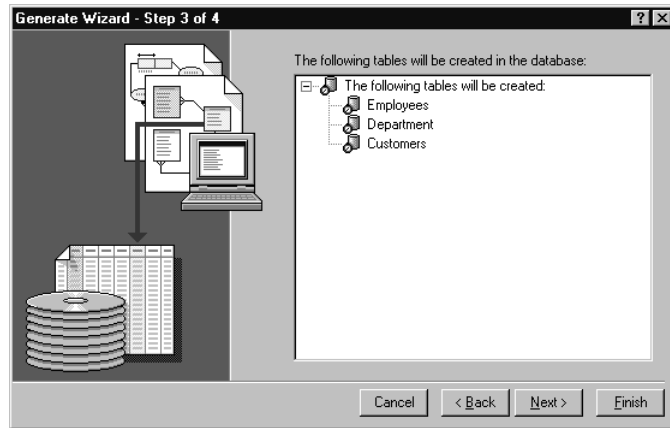 Generate Wizard - Step 3 of 4
The following tables will be created in the database:
The following tables will be created:
Employees
Department
Customers
Cancel < Back Next > Finish